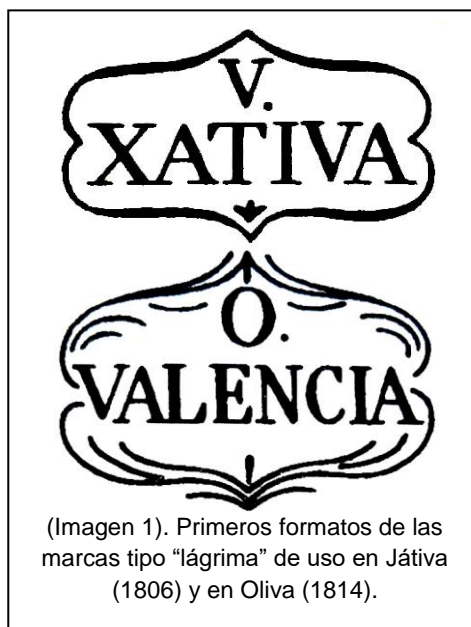 V.
XATIVA
O.
VALENCIA
(Imagen 1). Primeros formatos de las
marcas tipo “lágrima” de uso en Játiva
(1806) y en Oliva (1814).